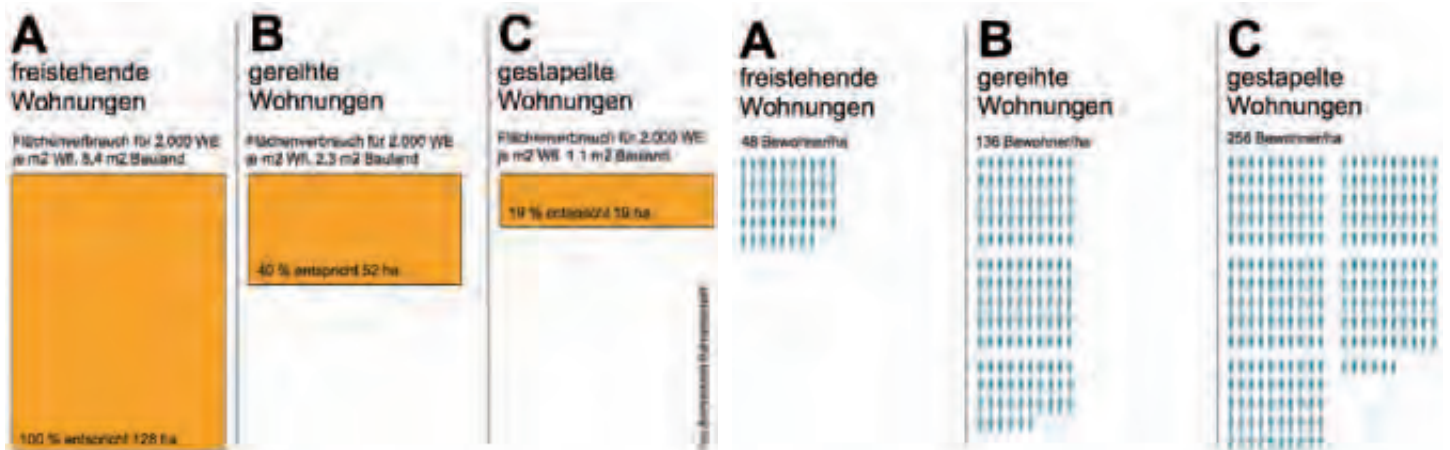 A
freistehende
Wohnungen
Flächenverbrauch für 2.000 WE
je m2 Wfl. 5,4 m2 Bauland
100 % entspricht 128 ha
B
gereihte
Wohnungen
Flächenverbrauch für 2.000 WE
je m2 Wfl. 2,3 m2 Bauland
40 % entspricht 52 ha
C
gestapelte
Wohnungen
Flächenverbrauch für 2.000 WE
je m2 Wfl. 1,1 m2 Bauland
19 % entspricht 19 ha
A
freistehende
Wohnungen
48 Bewohner/ha
B
gereihte
Wohnungen
136 Bewohner/ha
C
gestapelte
Wohnungen
256 Bewohner/ha